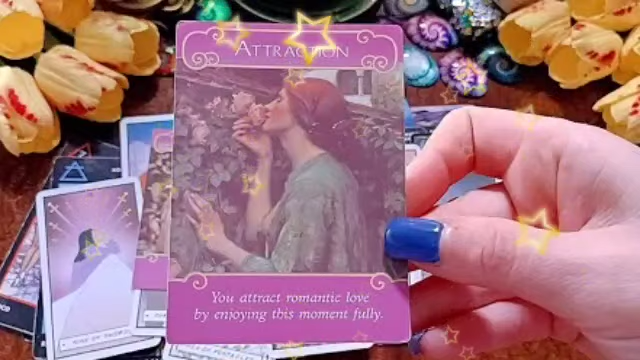 ATTRACTION
You attract romantic love
by enjoying this moment fully.